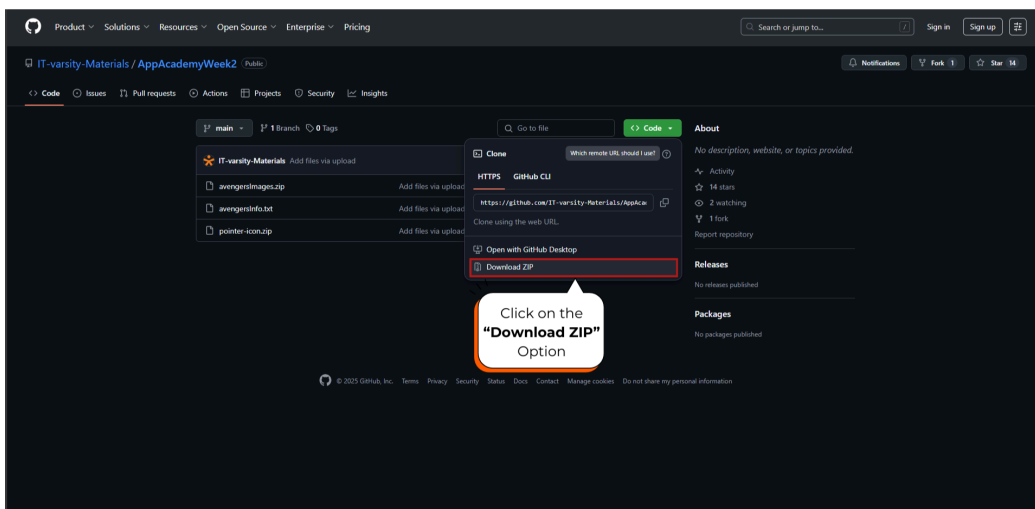 Product Solutions Resources Open Source Enterprise Pricing Search or jump to... / Sign in Sign up
IT-varsity-Materials / AppAcademyWeek2 Public Notifications Fork 1 Star 14
Code Issues Pull requests Actions Projects Security Insights
main 1 Branch 0 Tags Go to file Code
IT-varsity-Materials Add files via upload
avengersImages.zip Add files via upload
avengersInfo.txt Add files via upload
pointer-icon.zip Add files via upload
Clone Which remote URL should I use?
HTTPS GitHub CLI
https://github.com/IT-varsity-Materials/AppAca
Clone using the web URL.
Open with GitHub Desktop
Download ZIP
Click on the
“Download ZIP”
Option
About
No description, website, or topics provided.
Activity
14 stars
2 watching
1 fork
Report repository
Releases
No releases published
Packages
No packages published
© 2025 GitHub, Inc. Terms Privacy Security Status Docs Contact Manage cookies Do not share my personal information